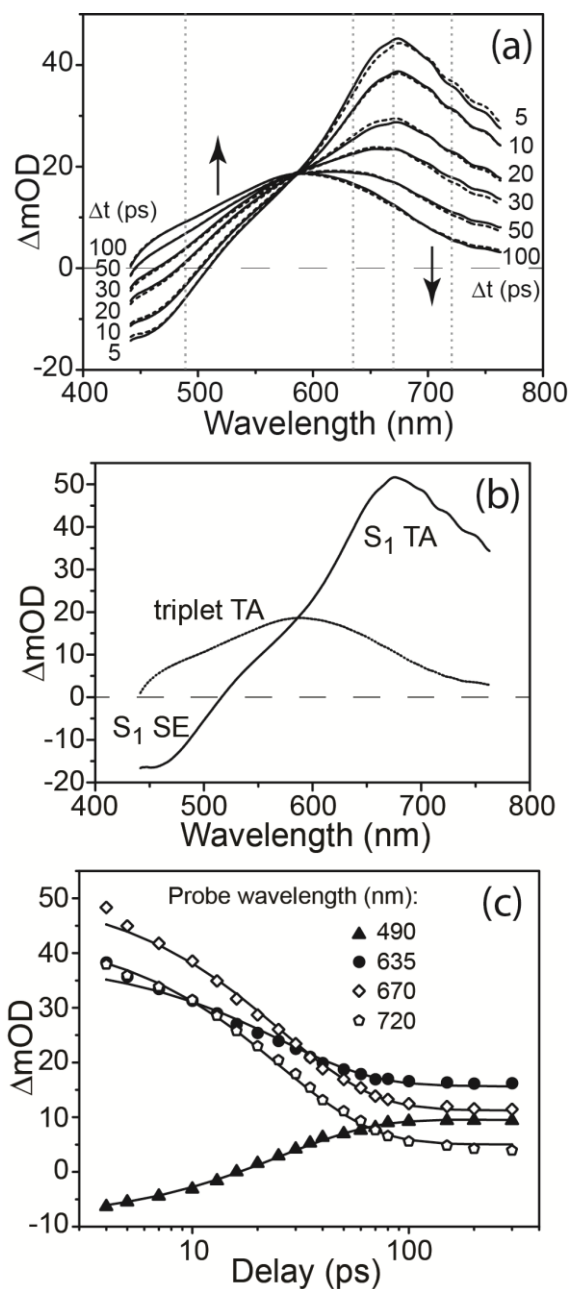 (a)
40
20
0
-20
ΔmOD
Δt (ps)
100
50
30
20
10
5
5
10
20
30
50
100
Δt (ps)
400 500 600 700 800
Wavelength (nm)
(b)
50
40
30
20
10
0
-10
-20
ΔmOD
S1 TA
triplet TA
S1 SE
400 500 600 700 800
Wavelength (nm)
(c)
50
40
30
20
10
0
-10
ΔmOD
Probe wavelength (nm):
490
635
670
720
10 100
Delay (ps)